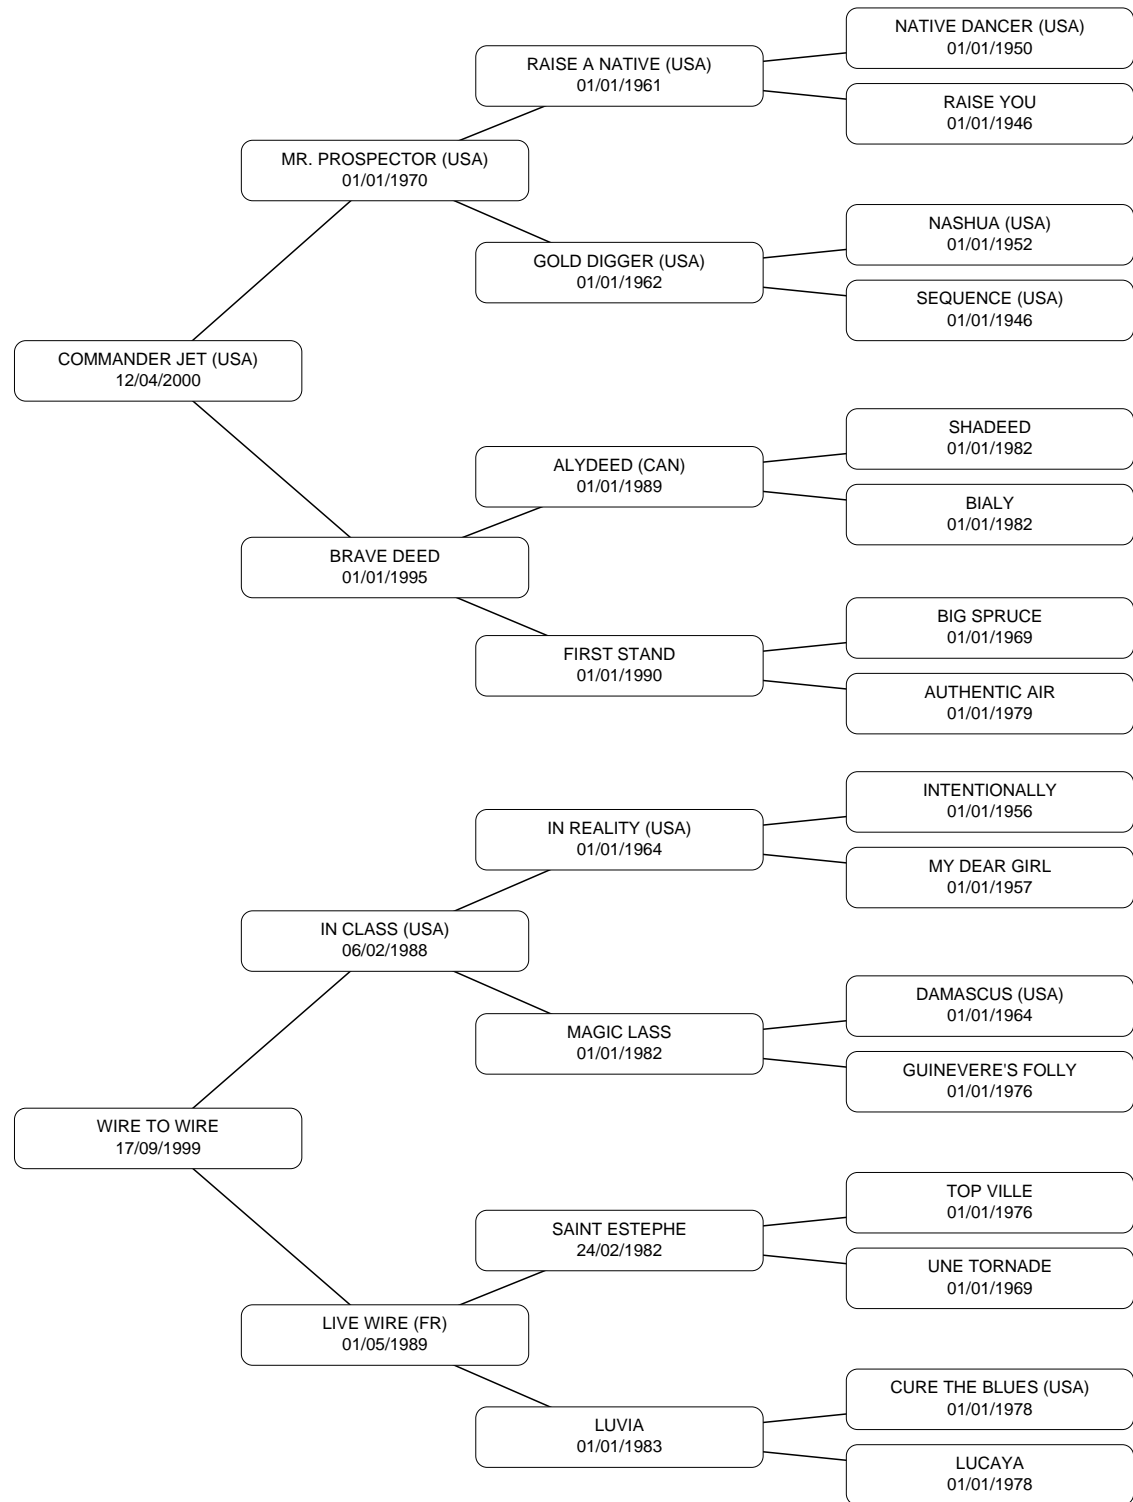 NATIVE DANCER (USA)
01/01/1950
RAISE A NATIVE (USA)
01/01/1961
RAISE YOU
01/01/1946
MR. PROSPECTOR (USA)
01/01/1970
NASHUA (USA)
01/01/1952
GOLD DIGGER (USA)
01/01/1962
SEQUENCE (USA)
01/01/1946
COMMANDER JET (USA)
12/04/2000
SHADEED
01/01/1982
ALYDEED (CAN)
01/01/1989
BIALY
01/01/1982
BRAVE DEED
01/01/1995
BIG SPRUCE
01/01/1969
FIRST STAND
01/01/1990
AUTHENTIC AIR
01/01/1979
INTENTIONALLY
01/01/1956
IN REALITY (USA)
01/01/1964
MY DEAR GIRL
01/01/1957
IN CLASS (USA)
06/02/1988
DAMASCUS (USA)
01/01/1964
MAGIC LASS
01/01/1982
GUINEVERE'S FOLLY
01/01/1976
WIRE TO WIRE
17/09/1999
TOP VILLE
01/01/1976
SAINT ESTEPHE
24/02/1982
UNE TORNADE
01/01/1969
LIVE WIRE (FR)
01/05/1989
CURE THE BLUES (USA)
01/01/1978
LUVIA
01/01/1983
LUCAYA
01/01/1978